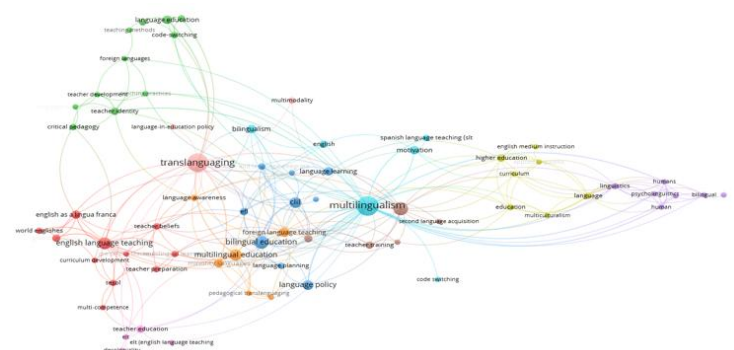 language education
teaching methods
code-switching
foreign languages
teacher development
teacher identity
critical pedagogy
language-in-education policy
multimodality
bilingualism
english
spanish language teaching (slt
motivation
english medium instruction
higher education
curriculum
translanguaging
language learning
linguistics
humans
psycholinguistics
bilingual
language
human
language awareness
clil
multilingualism
education
multiculturalism
efl
english as a lingua franca
world englishes
teacher beliefs
foreign language teaching
second language acquisition
english language teaching
bilingual education
teacher training
curriculum development
multilingual education
teacher preparation
language planning
tesol
language policy
code switching
pedagogical translanguaging
multi-competence
teacher education
elt (english language teaching